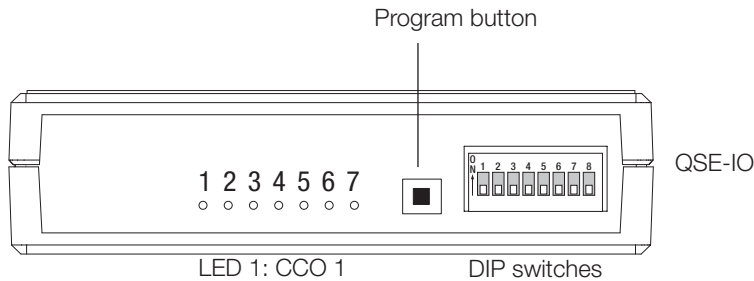 Program button
QSE-IO
ON
1 2 3 4 5 6 7 8
1 2 3 4 5 6 7
LED 1: CCO 1
DIP switches